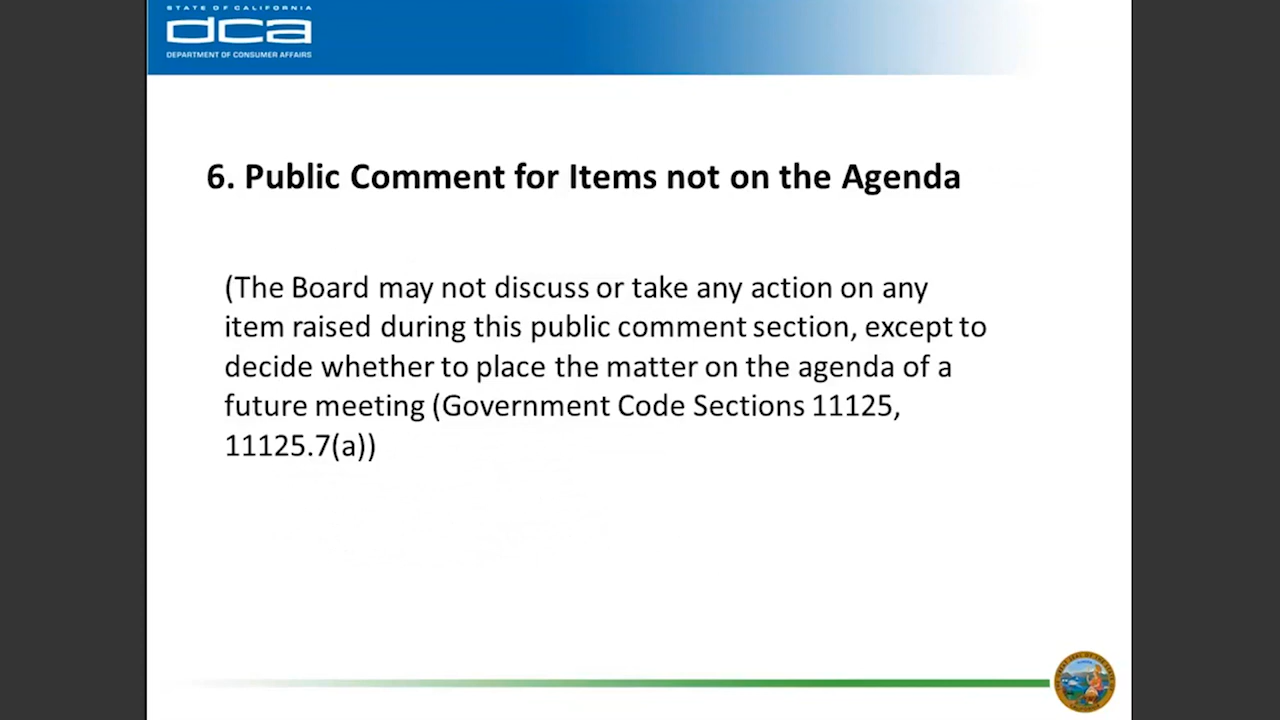 STATE OF CALIFORNIA
dca
DEPARTMENT OF CONSUMER AFFAIRS
6. Public Comment for Items not on the Agenda
(The Board may not discuss or take any action on any
item raised during this public comment section, except to
decide whether to place the matter on the agenda of a
future meeting (Government Code Sections 11125,
11125.7(a))